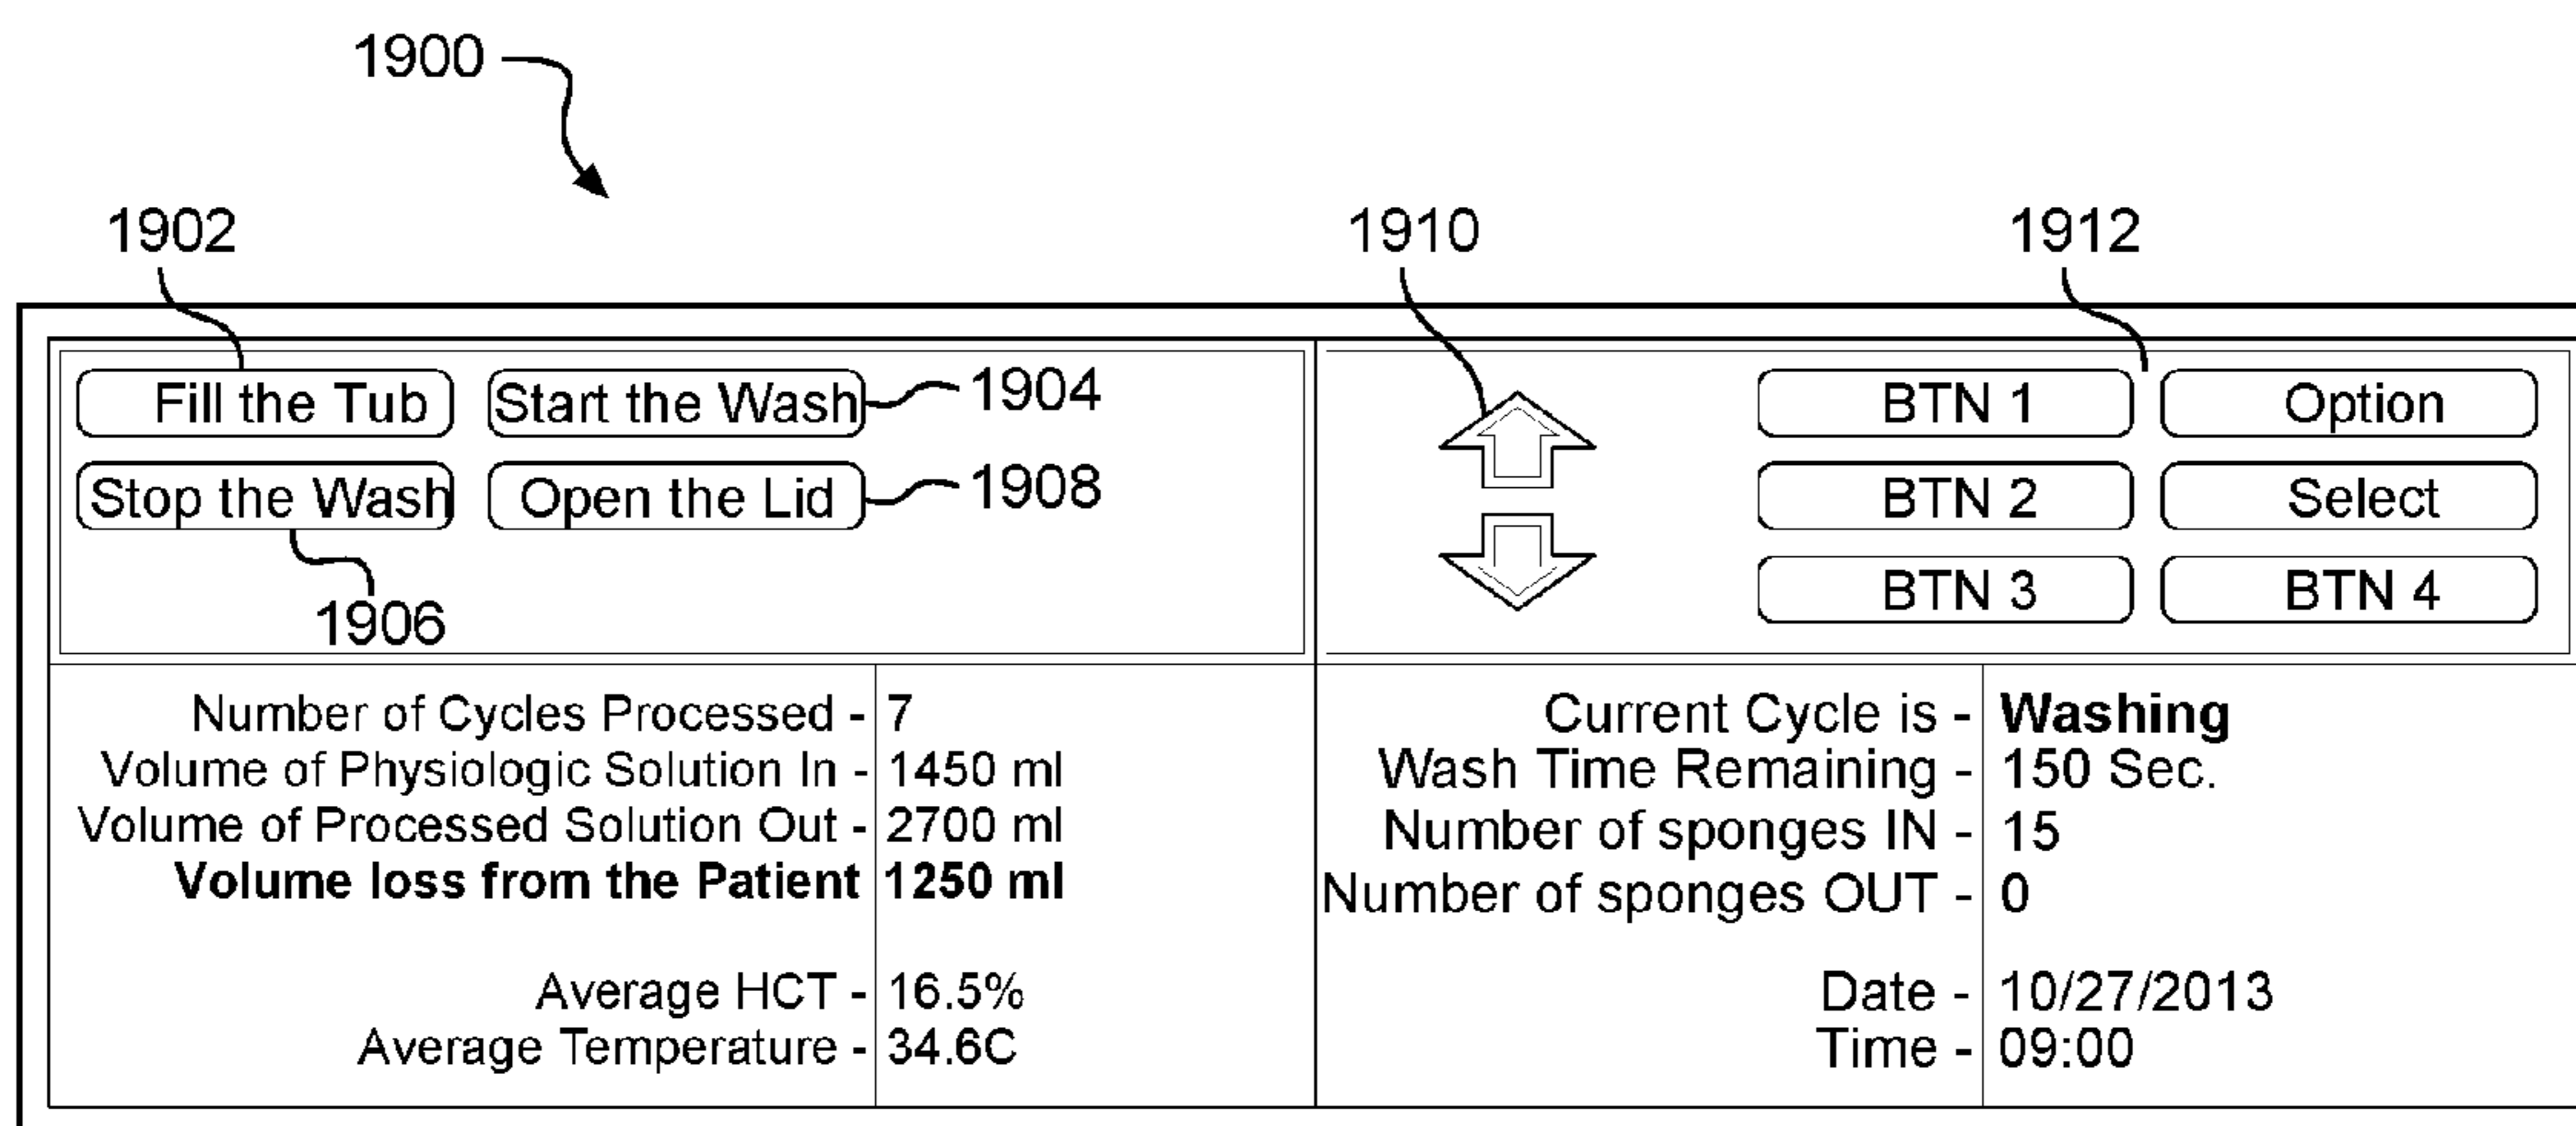 1900
1902
1910
1912
Fill the Tub
Start the Wash
1904
BTN 1
Option
Stop the Wash
Open the Lid
1908
BTN 2
Select
1906
BTN 3
BTN 4
Number of Cycles Processed - 7
Volume of Physiologic Solution In - 1450 ml
Volume of Processed Solution Out - 2700 ml
Volume loss from the Patient 1250 ml
Average HCT - 16.5%
Average Temperature - 34.6C
Current Cycle is - Washing
Wash Time Remaining - 150 Sec.
Number of sponges IN - 15
Number of sponges OUT - 0
Date - 10/27/2013
Time - 09:00